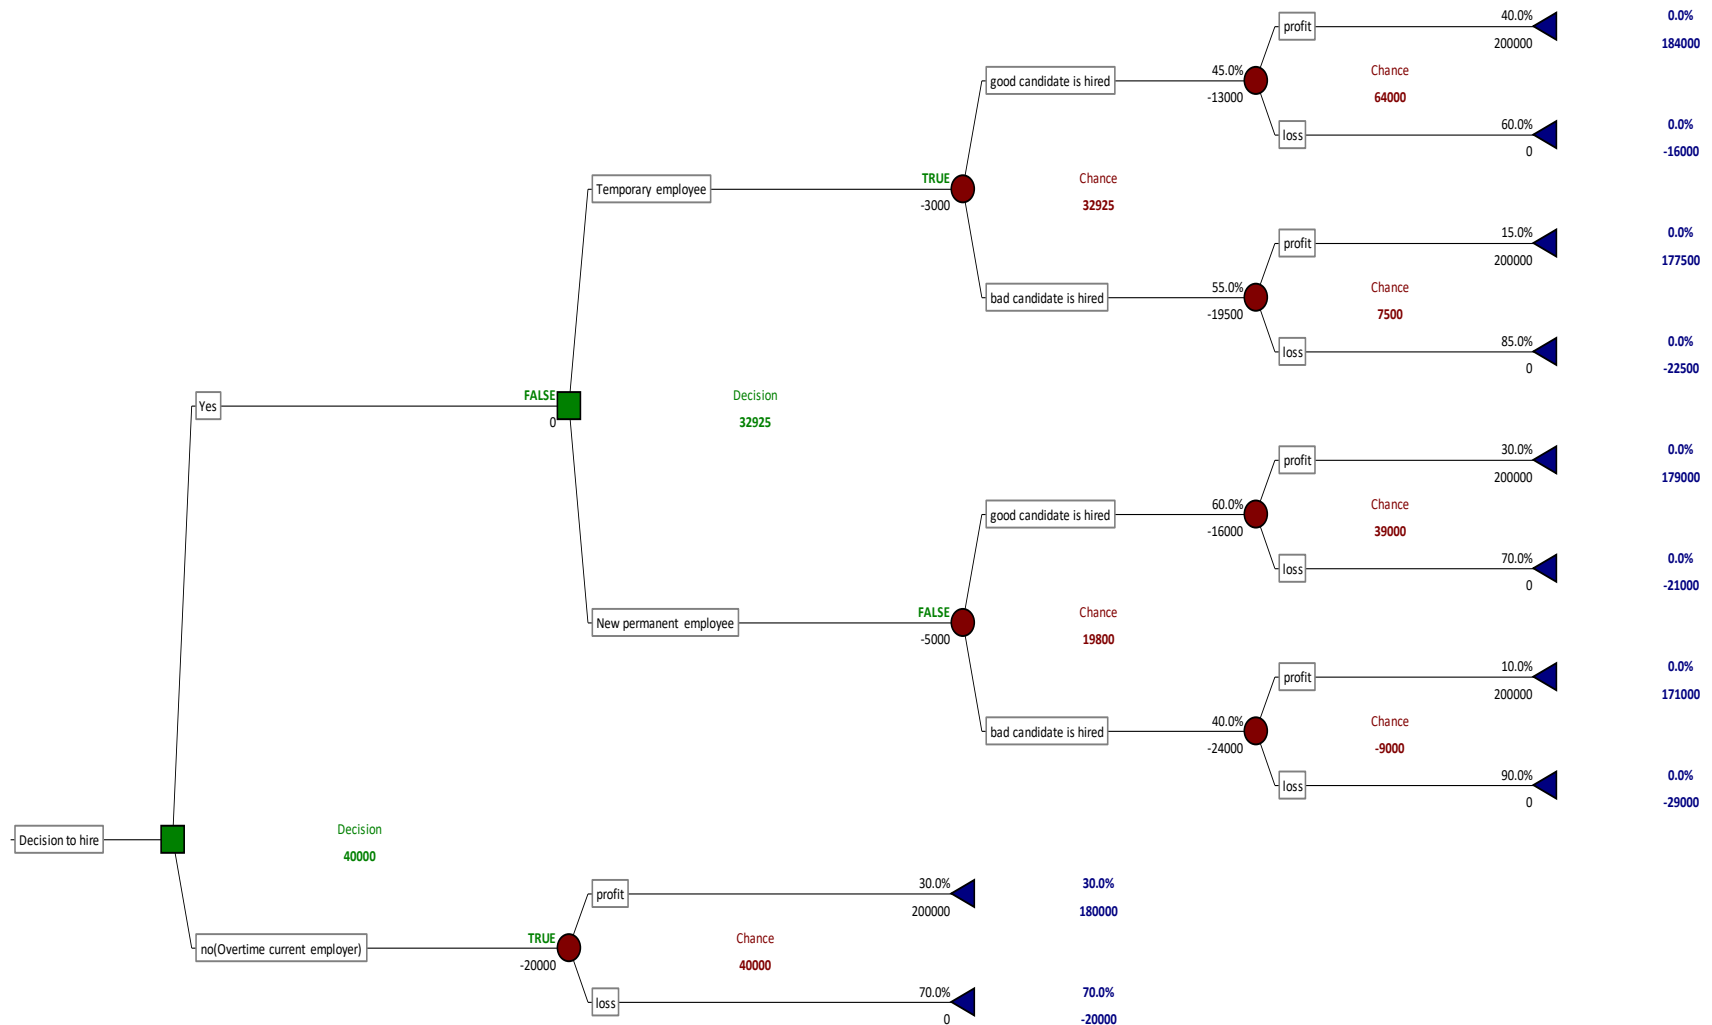 profit 40.0% 0.0%
200000 184000
good candidate is hired 45.0% Chance
-13000 64000
loss 60.0% 0.0%
0 -16000
Temporary employee TRUE Chance
-3000 32925
profit 15.0% 0.0%
200000 177500
bad candidate is hired 55.0% Chance
-19500 7500
loss 85.0% 0.0%
0 -22500
Yes FALSE Decision
0 32925
profit 30.0% 0.0%
200000 179000
good candidate is hired 60.0% Chance
-16000 39000
loss 70.0% 0.0%
0 -21000
New permanent employee FALSE Chance
-5000 19800
profit 10.0% 0.0%
200000 171000
bad candidate is hired 40.0% Chance
-24000 -9000
loss 90.0% 0.0%
0 -29000
Decision to hire Decision
40000
profit 30.0% 30.0%
200000 180000
no(Overtime current employer) TRUE Chance
-20000 40000
loss 70.0% 70.0%
0 -20000